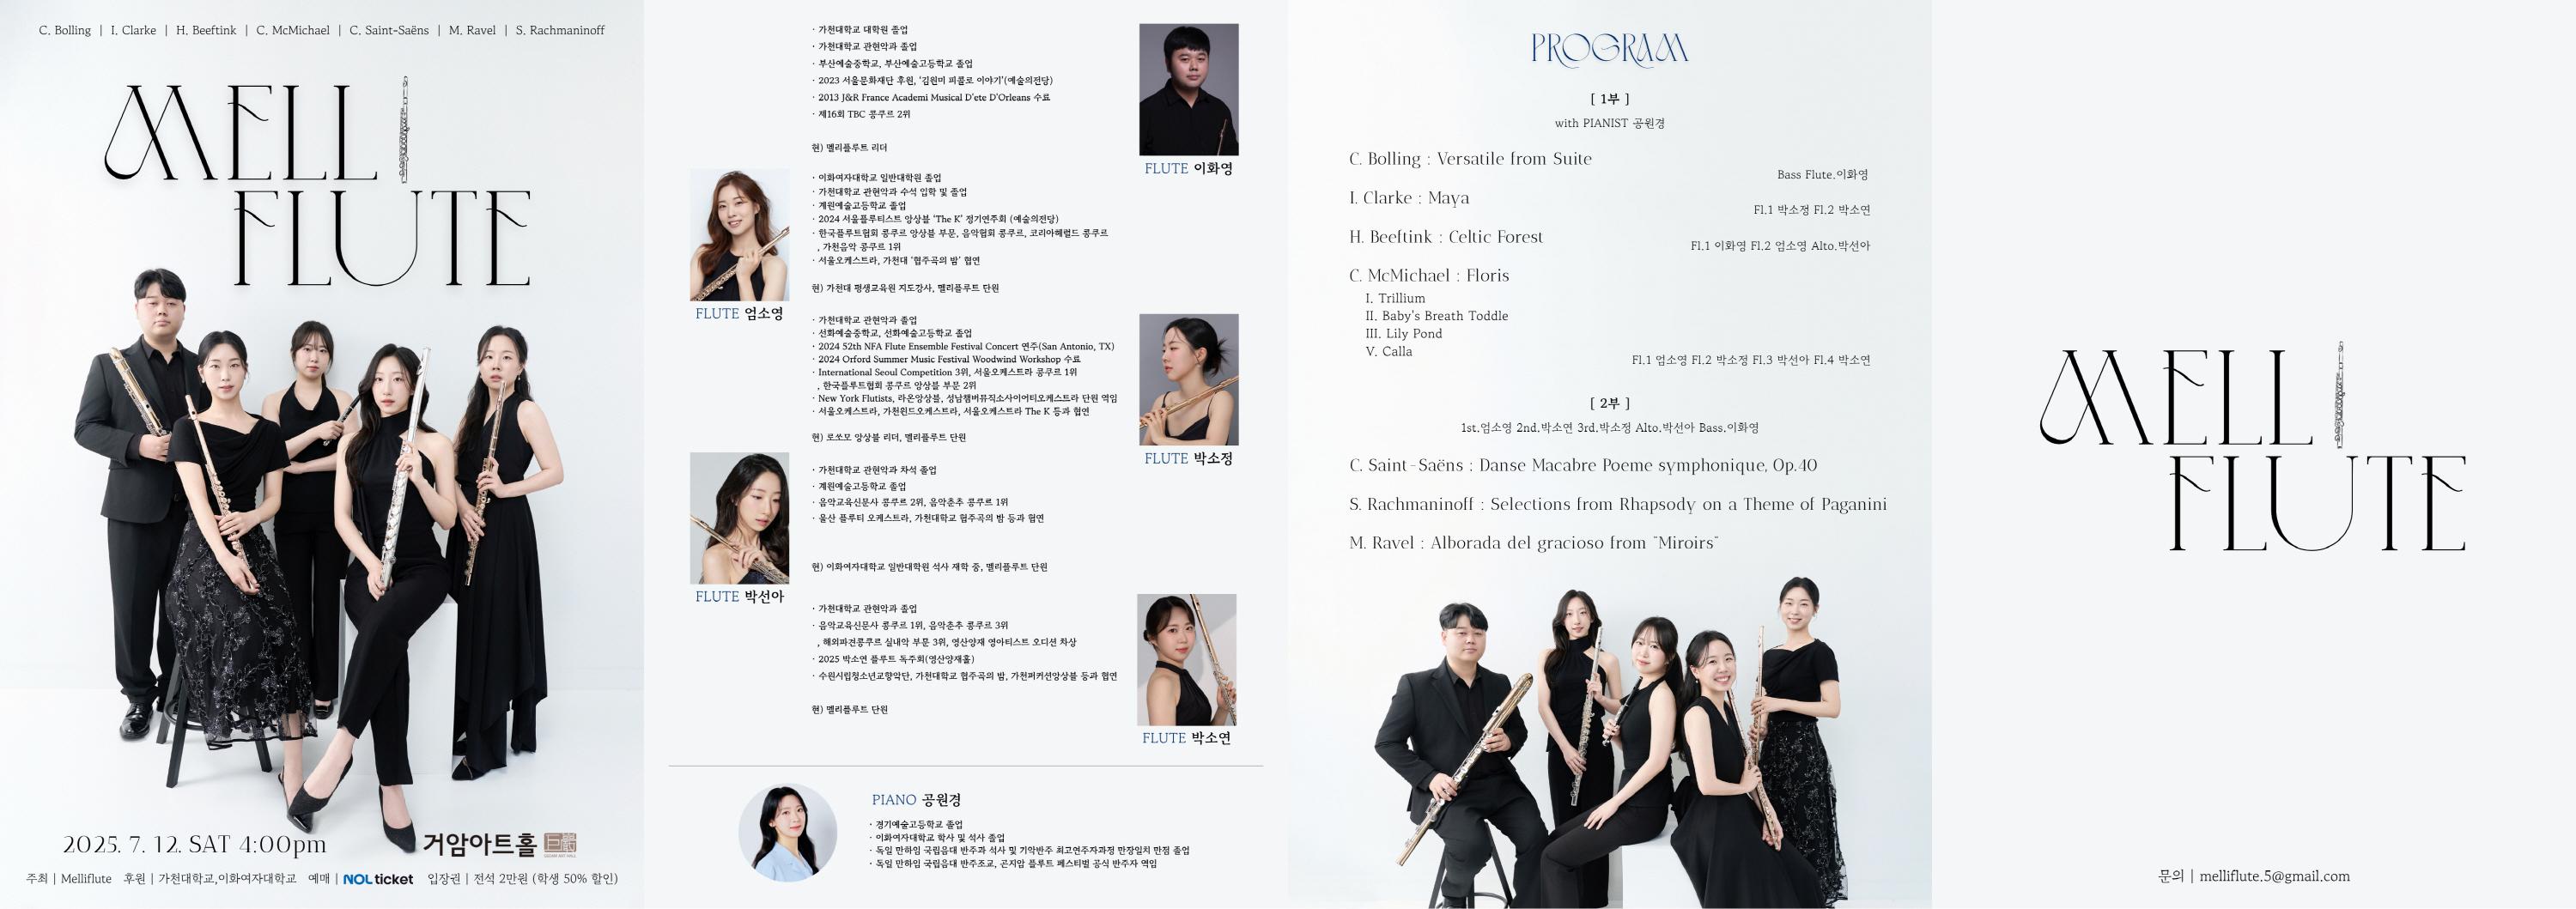 C. Bolling | I. Clarke | H. Beeftink | C. McMichael | C. Saint-Saëns | M. Ravel | S. Rachmaninoff
MELLI
FLUTE
2025. 7. 12. SAT 4:00pm
거암아트홀
주최 | Melliflute 후원 | 가천대학교,이화여자대학교 예매 | NOL ticket 입장권 | 전석 2만원 (학생 50% 할인)
· 가천대학교 대학원 졸업
· 가천대학교 관현악과 졸업
· 부산예술중학교, 부산예술고등학교 졸업
· 2023 서울문화재단 후원, '김원미 피콜로 이야기'(예술의전당)
· 2013 J&R France Academi Musical D'ete D'Orleans 수료
· 제16회 TBC 콩쿠르 2위
현) 멜리플루트 리더
FLUTE 이화영
· 이화여자대학교 일반대학원 졸업
· 가천대학교 관현악과 수석 입학 및 졸업
· 계원예술고등학교 졸업
· 2024 서울플루티스트 앙상블 'The K' 정기연주회 (예술의전당)
· 한국플루트협회 콩쿠르 앙상블 부문, 음악협회 콩쿠르, 코리아헤럴드 콩쿠르
, 가천음악 콩쿠르 1위
· 서울오케스트라, 가천대 '협주곡의 밤' 협연
현) 가천대 평생교육원 지도강사, 멜리플루트 단원
FLUTE 엄소영
· 가천대학교 관현악과 졸업
· 선화예술중학교, 선화예술고등학교 졸업
· 2024 52th NFA Flute Ensemble Festival Concert 연주(San Antonio, TX)
· 2024 Orford Summer Music Festival Woodwind Workshop 수료
· International Seoul Competition 3위, 서울오케스트라 콩쿠르 1위
, 한국플루트협회 콩쿠르 앙상블 부문 2위
· New York Flutists, 라온앙상블, 성남챔버뮤직소사이어티오케스트라 단원 역임
· 서울오케스트라, 가천윈드오케스트라, 서울오케스트라 The K 등과 협연
현) 로쏘모 앙상블 리더, 멜리플루트 단원
FLUTE 박소정
· 가천대학교 관현악과 차석 졸업
· 계원예술고등학교 졸업
· 음악교육신문사 콩쿠르 2위, 음악춘추 콩쿠르 1위
· 울산 플루티 오케스트라, 가천대학교 협주곡의 밤 등과 협연
현) 이화여자대학교 일반대학원 석사 재학 중, 멜리플루트 단원
FLUTE 박선아
· 가천대학교 관현악과 졸업
· 음악교육신문사 콩쿠르 1위, 음악춘추 콩쿠르 3위
, 해외파견콩쿠르 실내악 부문 3위, 영산양재 영아티스트 오디션 차상
· 2025 박소연 플루트 독주회(영산양재홀)
· 수원시립청소년교향악단, 가천대학교 협주곡의 밤, 가천퍼커션앙상블 등과 협연
현) 멜리플루트 단원
FLUTE 박소연
PIANO 공원경
· 경기예술고등학교 졸업
· 이화여자대학교 학사 및 석사 졸업
· 독일 만하임 국립음대 반주과 석사 및 기악반주 최고연주자과정 만장일치 만점 졸업
· 독일 만하임 국립음대 반주조교, 곤지암 플루트 페스티벌 공식 반주자 역임
PROGRAM
[ 1부 ]
with PIANIST 공원경
C. Bolling : Versatile from Suite
Bass Flute.이화영
I. Clarke : Maya
Fl.1 박소정 Fl.2 박소연
H. Beeftink : Celtic Forest
Fl.1 이화영 Fl.2 엄소영 Alto.박선아
C. McMichael : Floris
I. Trillium
II. Baby's Breath Toddle
III. Lily Pond
V. Calla
Fl.1 엄소영 Fl.2 박소정 Fl.3 박선아 Fl.4 박소연
[ 2부 ]
1st.엄소영 2nd.박소연 3rd.박소정 Alto.박선아 Bass.이화영
C. Saint-Saëns : Danse Macabre Poeme symphonique, Op.40
S. Rachmaninoff : Selections from Rhapsody on a Theme of Paganini
M. Ravel : Alborada del gracioso from "Miroirs"
MELLI
FLUTE
문의 | melliflute.5@gmail.com